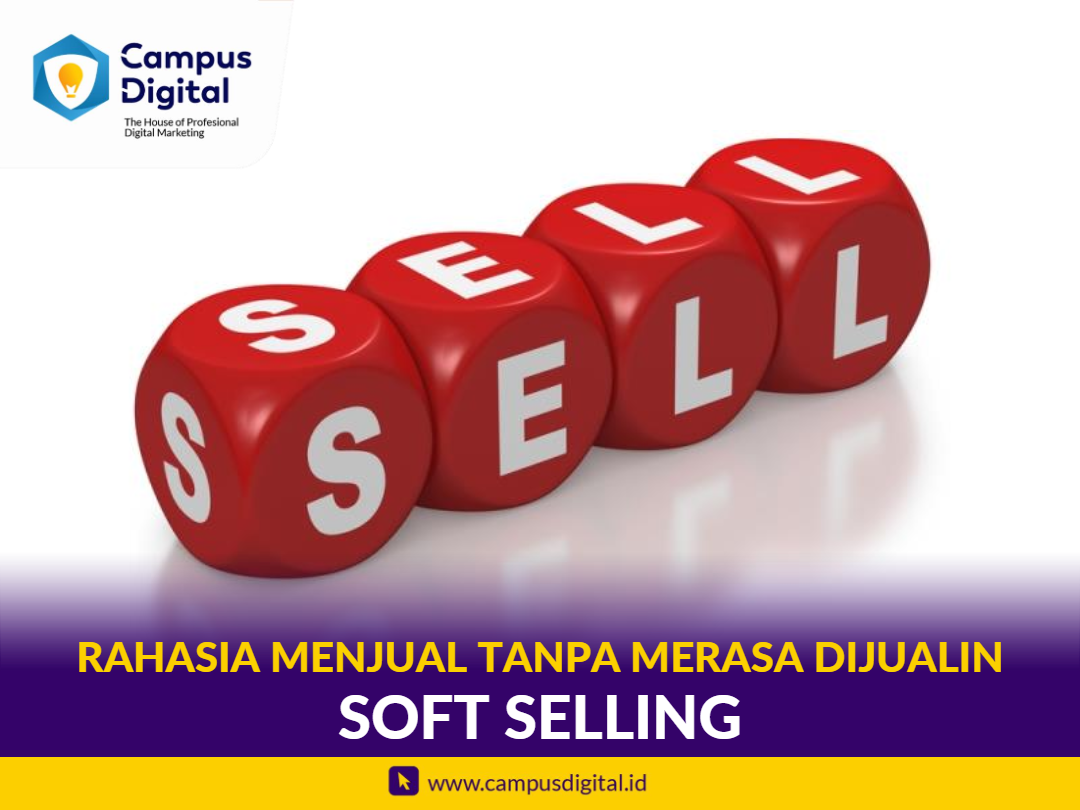 Campus
Digital
The House of Profesional
Digital Marketing
S E L L
S S E L L
RAHASIA MENJUAL TANPA MERASA DIJUALIN
SOFT SELLING
www.campusdigital.id